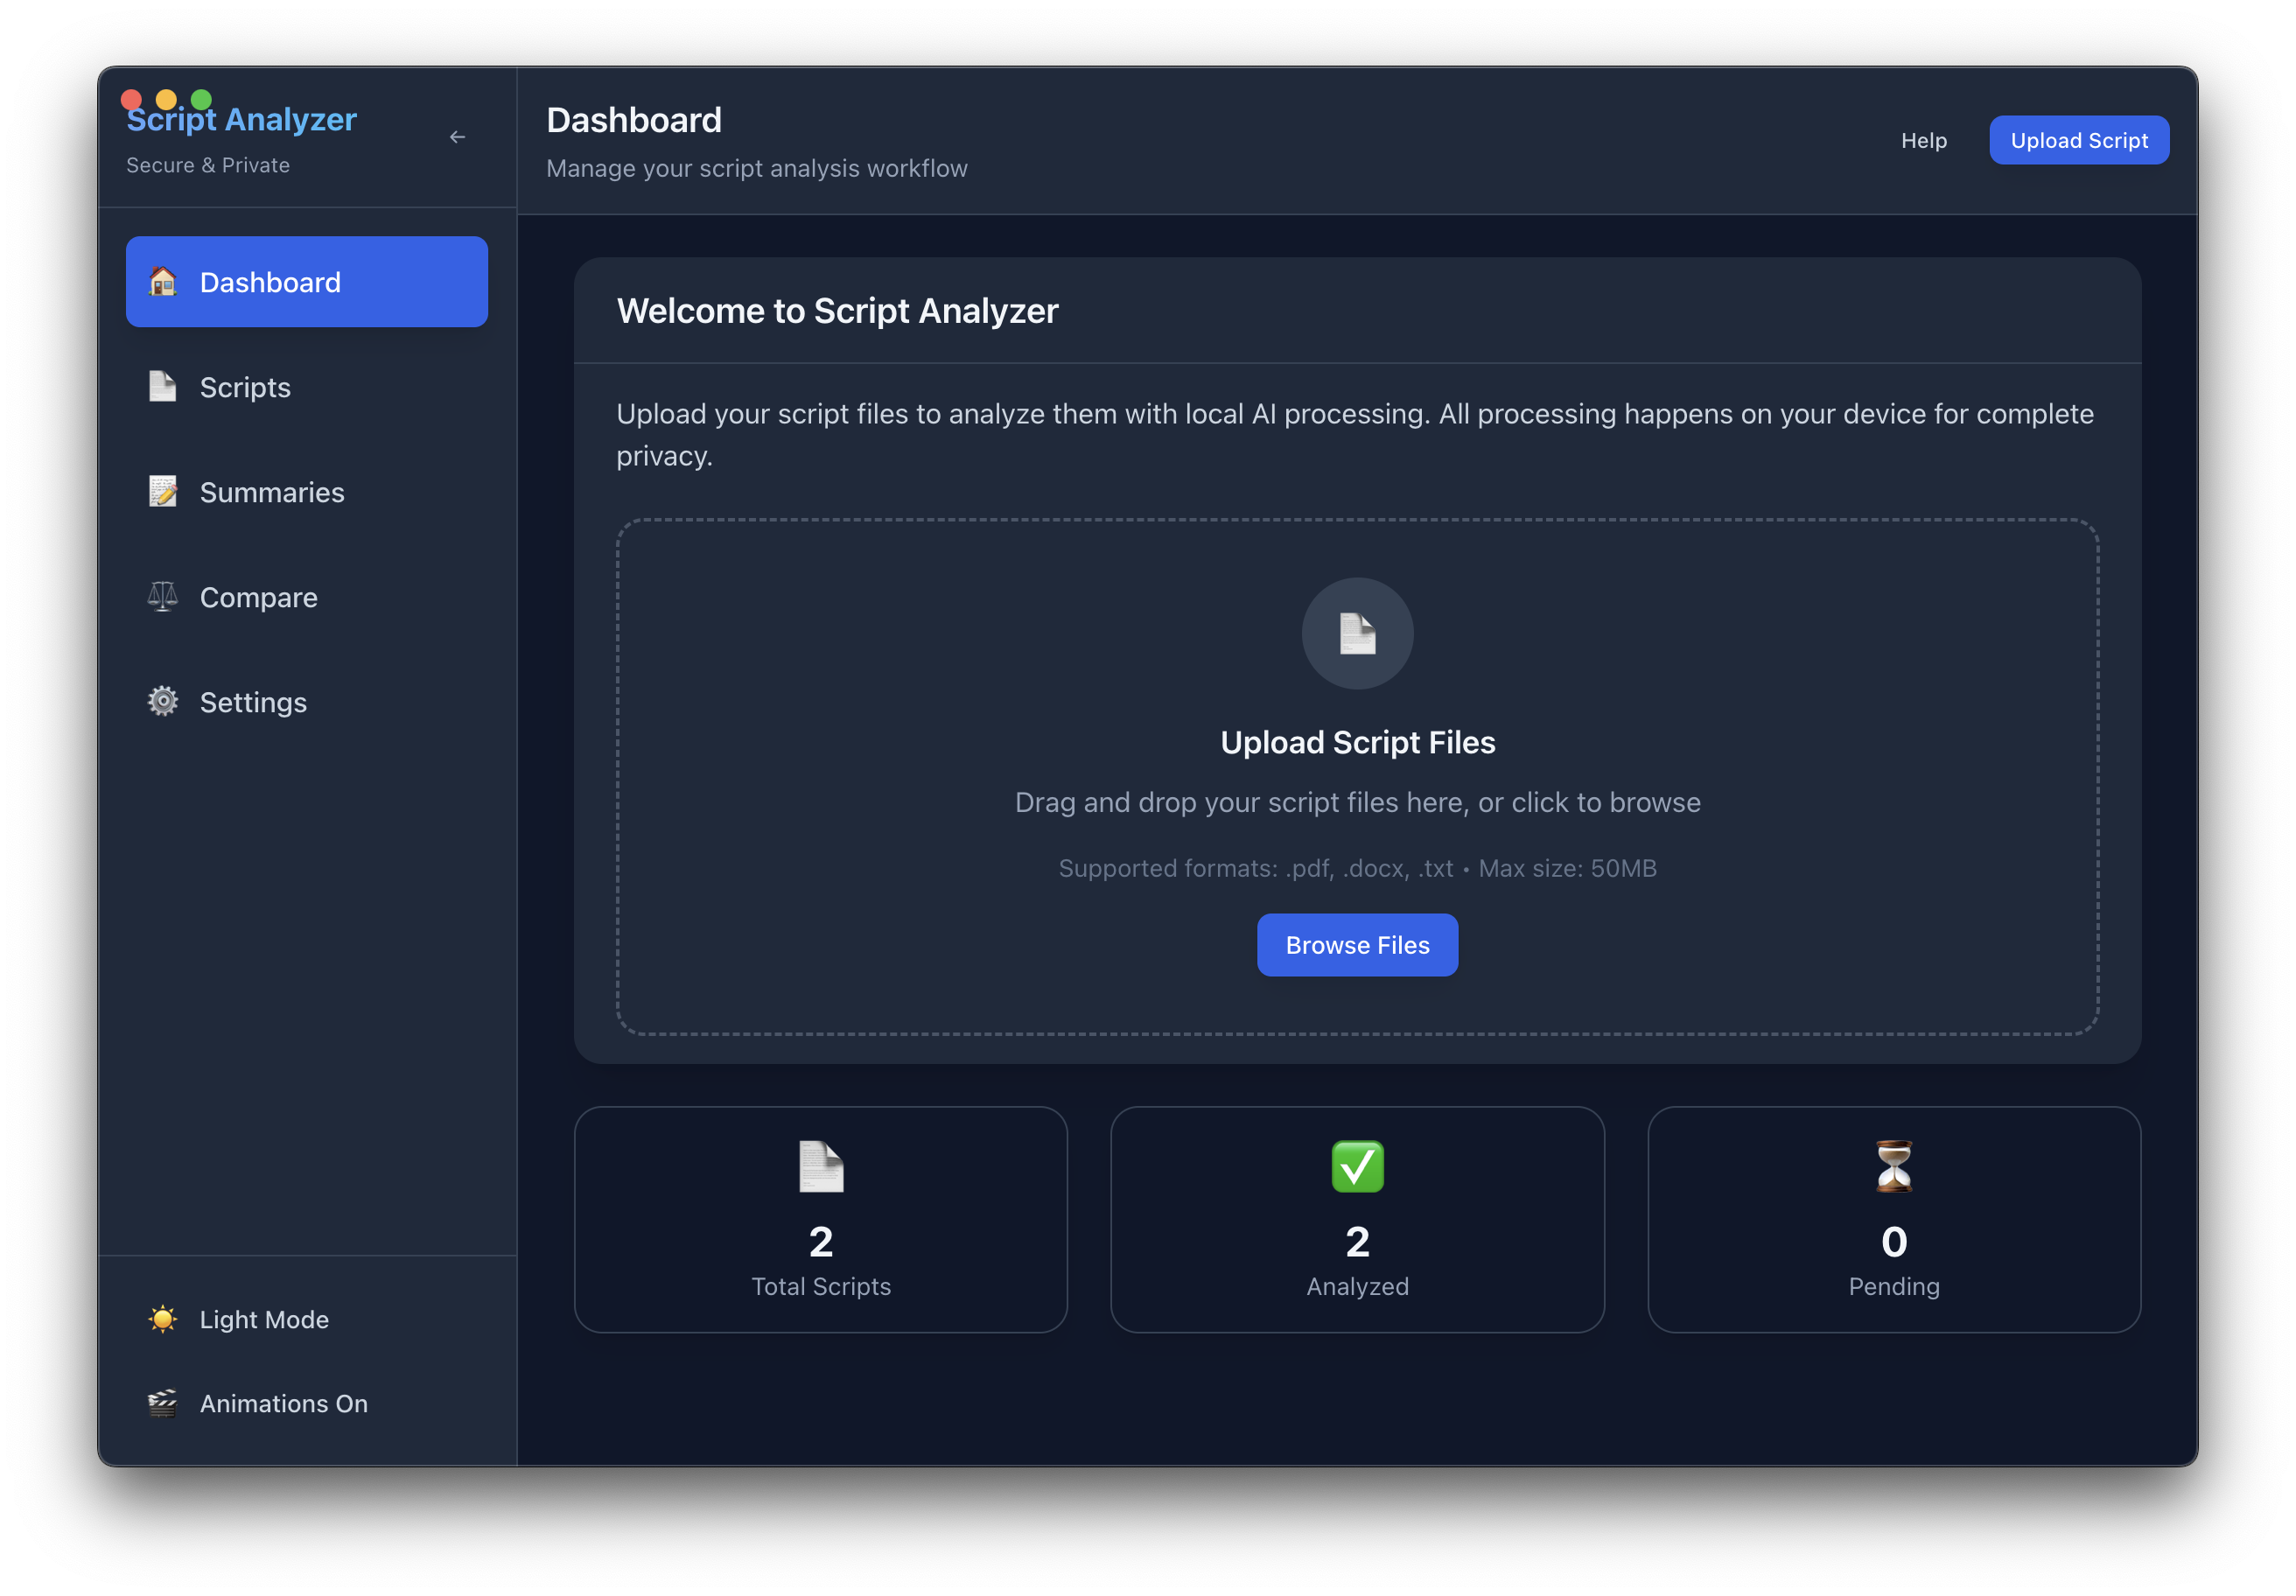 Script Analyzer
Secure & Private
←
Dashboard
Scripts
Summaries
Compare
Settings
Light Mode
Animations On
Dashboard
Manage your script analysis workflow
Help
Upload Script
Welcome to Script Analyzer
Upload your script files to analyze them with local AI processing. All processing happens on your device for complete
privacy.
Upload Script Files
Drag and drop your script files here, or click to browse
Supported formats: .pdf, .docx, .txt • Max size: 50MB
Browse Files
2
Total Scripts
2
Analyzed
0
Pending